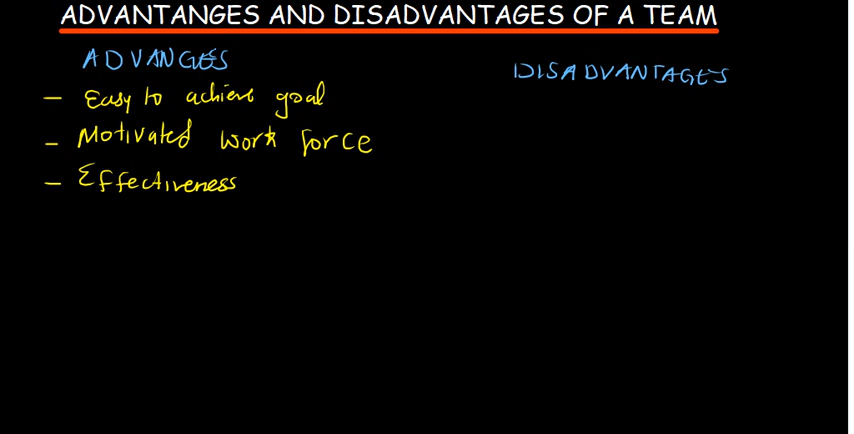 ADVANTANGES AND DISADVANTAGES OF A TEAM
ADVANGES
DISADVANTAGES
- Easy to achieve goal
- Motivated work force
- Effectiveness